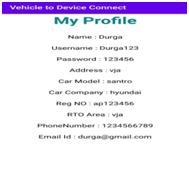 Vehicle to Device Connect
My Profile
Name : Durga
Username : Durga123
Password : 123456
Address : vja
Car Model : santro
Car Company : hyundai
Reg NO : ap123456
RTO Area : vja
PhoneNumber : 1234566789
Email Id : durga@gmail.com